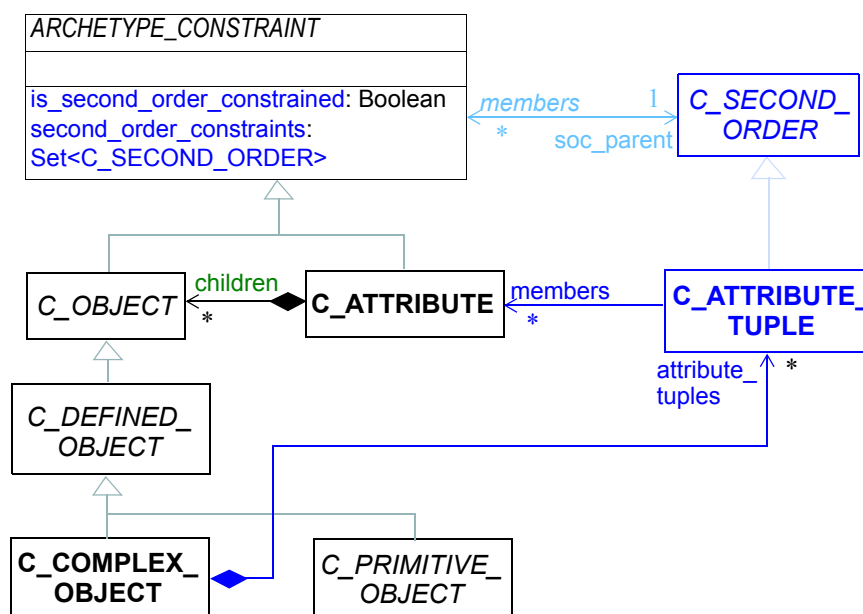 ARCHETYPE_CONSTRAINT
is_second_order_constrained: Boolean
second_order_constraints:
Set<C_SECOND_ORDER>
members
1
*
soc_parent
C_SECOND_
ORDER
C_OBJECT
children
*
C_ATTRIBUTE
members
*
C_ATTRIBUTE_
TUPLE
attribute_
tuples
*
C_DEFINED_
OBJECT
C_COMPLEX_
OBJECT
C_PRIMITIVE_
OBJECT